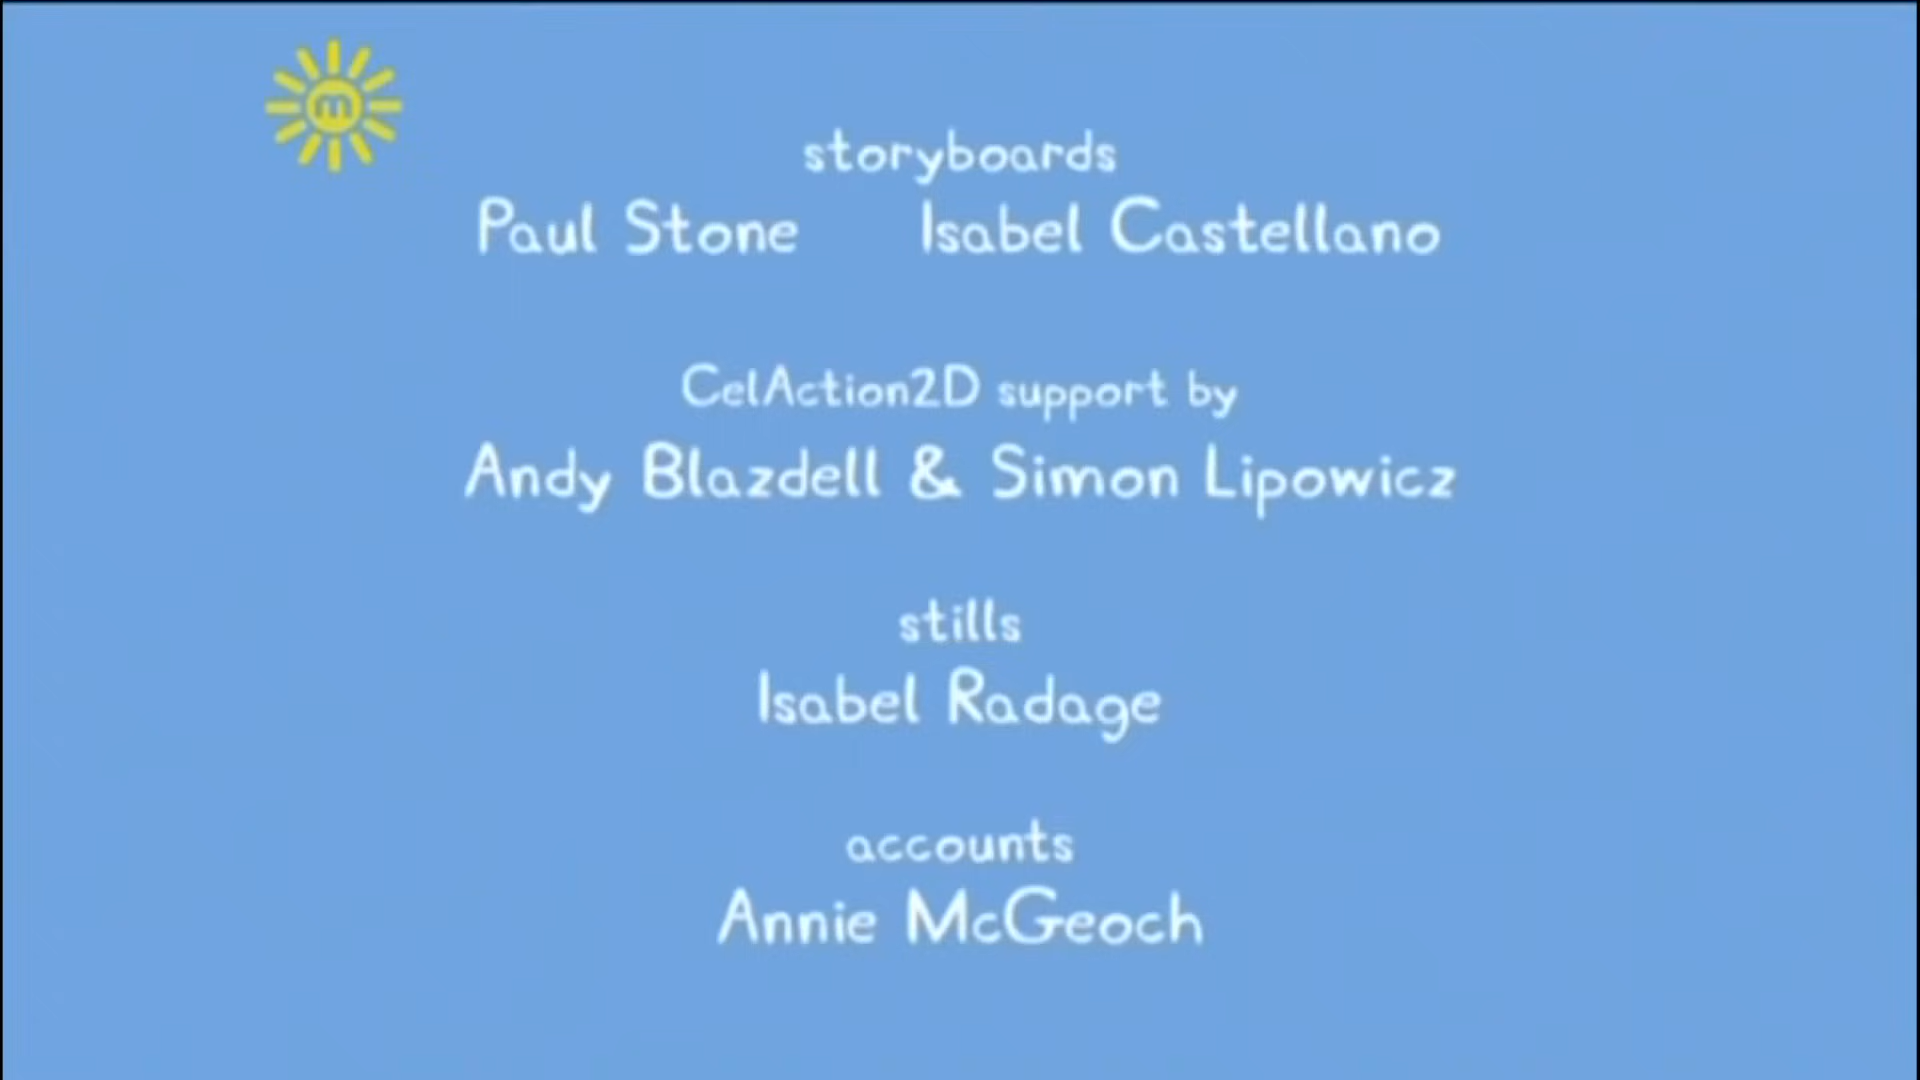 m
storyboards
Paul Stone Isabel Castellano
CelAction2D support by
Andy Blazdell & Simon Lipowicz
stills
Isabel Radage
accounts
Annie McGeoch